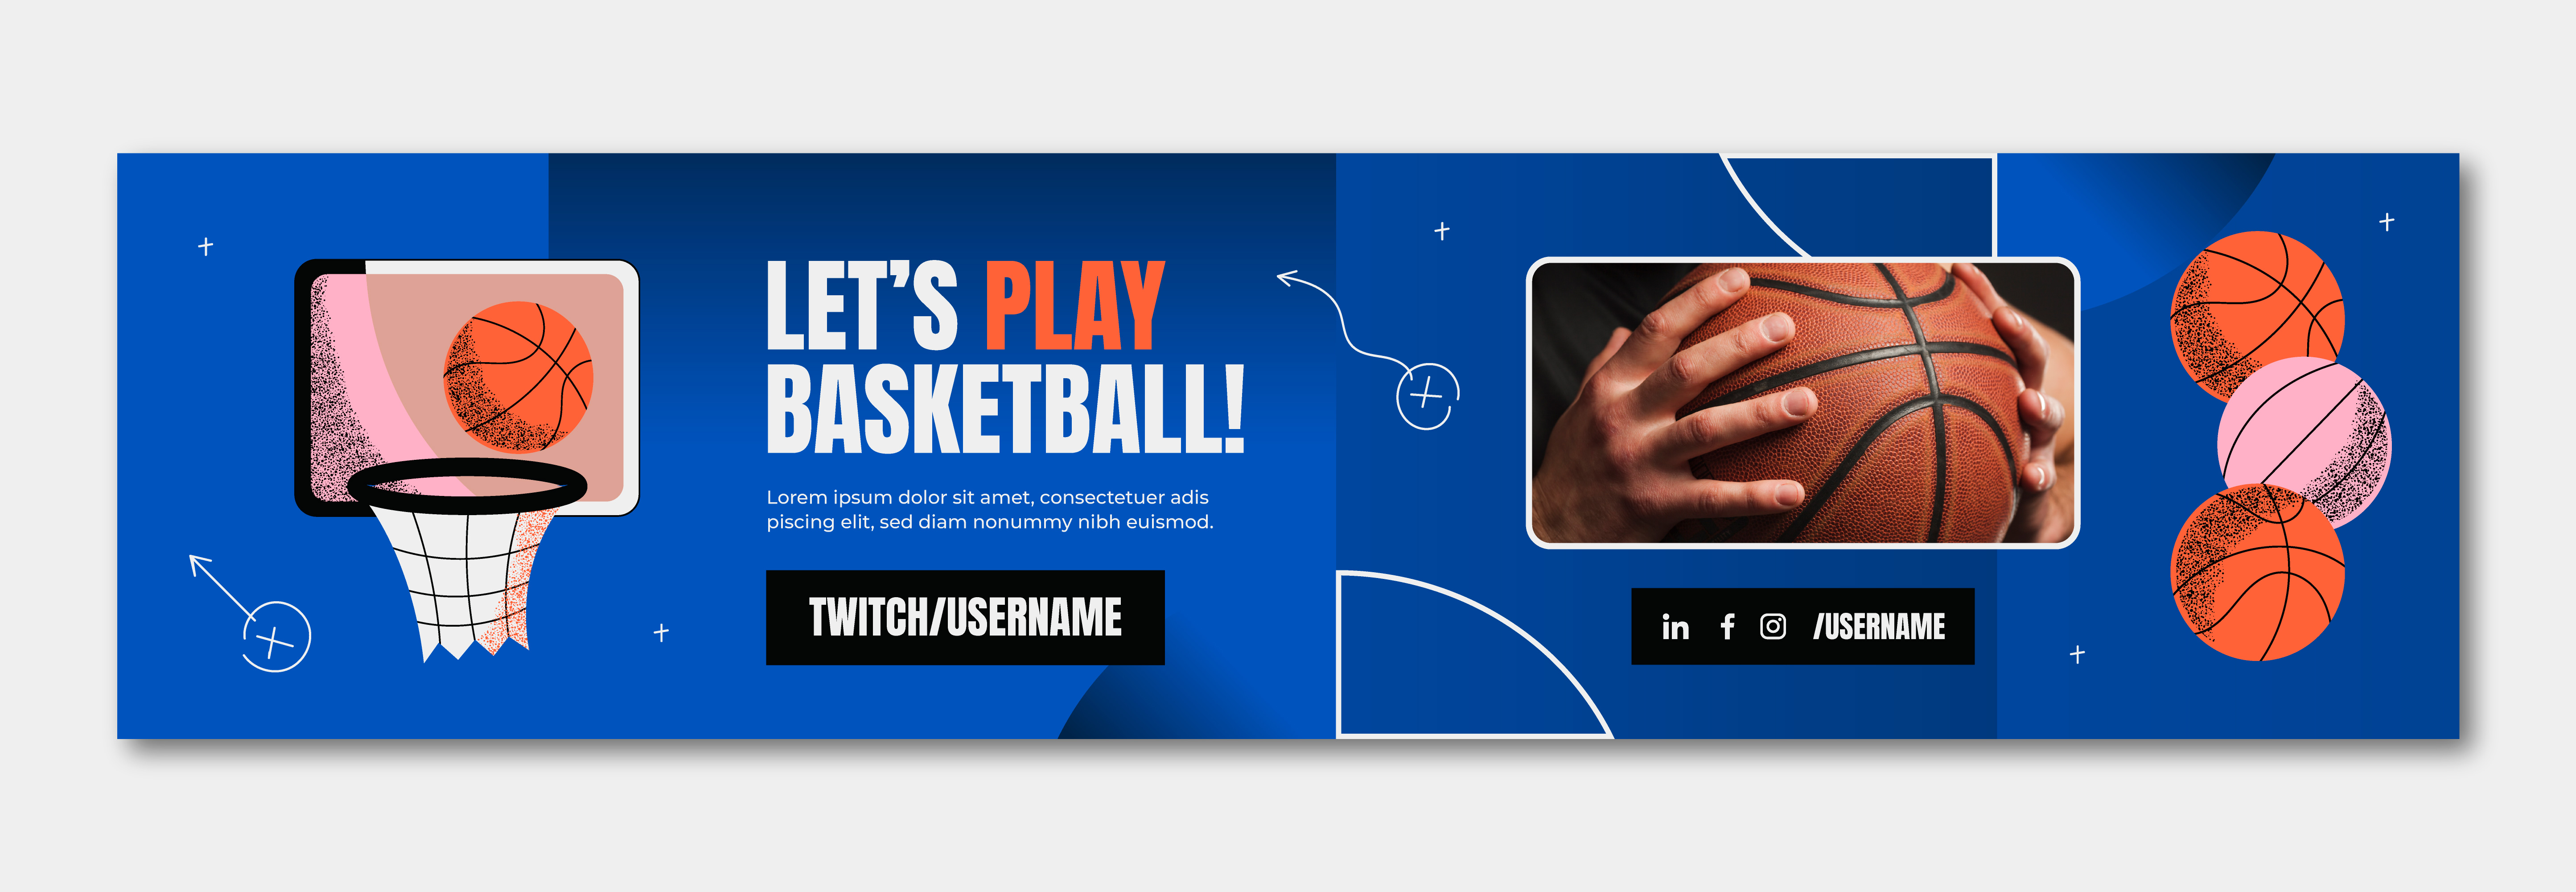 LET’S PLAY
BASKETBALL!
Lorem ipsum dolor sit amet, consectetuer adis
piscing elit, sed diam nonummy nibh euismod.
TWITCH/USERNAME
in f /USERNAME